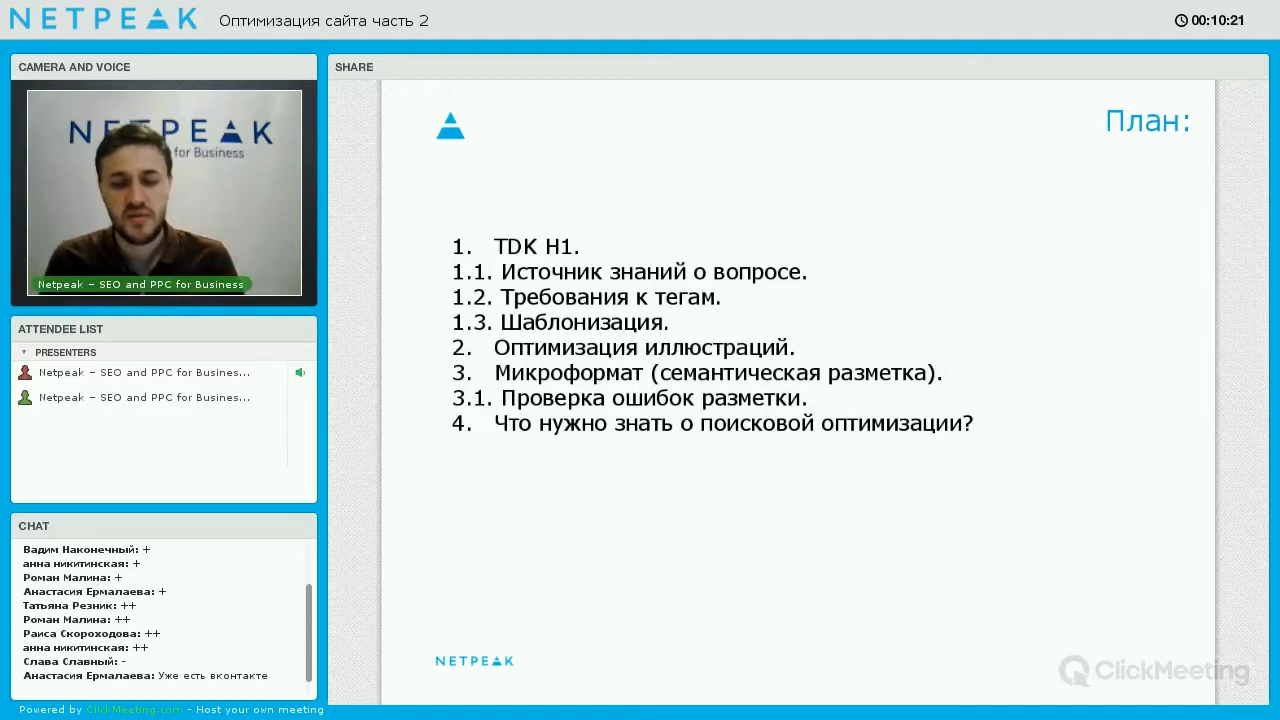 NETPEAK
Оптимизация сайта часть 2
00:10:21
CAMERA AND VOICE
NETPEAK
for Business
Netpeak – SEO and PPC for Business
ATTENDEE LIST
PRESENTERS
Netpeak – SEO and PPC for Busines...
Netpeak – SEO and PPC for Busines...
CHAT
Вадим Наконечный: +
анна никитинская: +
Роман Малина: +
Анастасия Ермалаева: +
Татьяна Резник: ++
Роман Малина: ++
Раиса Скороходова: ++
анна никитинская: ++
Слава Славный: -
Анастасия Ермалаева: Уже есть вконтакте
Powered by ClickMeeting.com - Host your own meeting
SHARE
План:
1. TDK H1.
1.1. Источник знаний о вопросе.
1.2. Требования к тегам.
1.3. Шаблонизация.
2. Оптимизация иллюстраций.
3. Микроформат (семантическая разметка).
3.1. Проверка ошибок разметки.
4. Что нужно знать о поисковой оптимизации?
NETPEAK
ClickMeeting